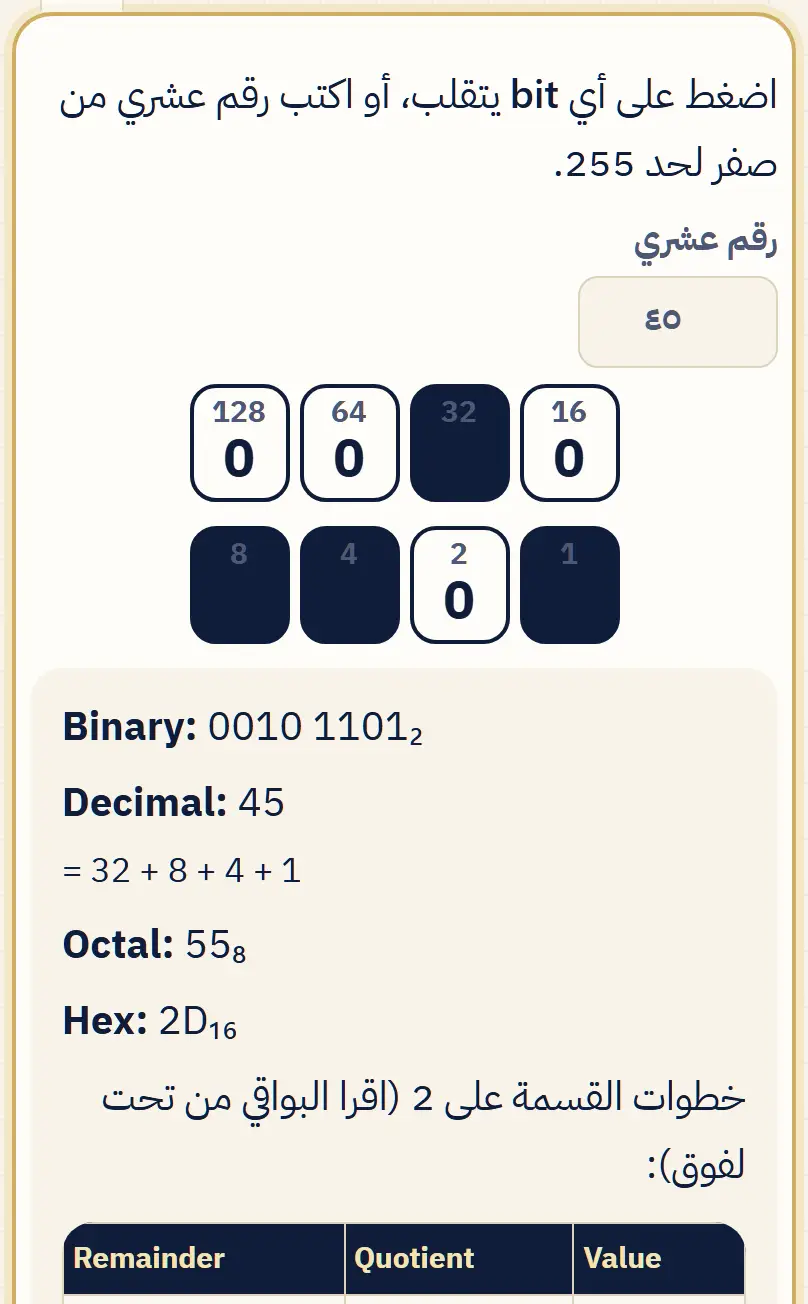 اضغط على أي bit يتقلب، أو اكتب رقم عشري من
صفر لحد 255.
رقم عشري
٤٥
128 64 32 16
0 0 0
8 4 2 1
0
Binary: 0010 1101₂
Decimal: 45
= 32 + 8 + 4 + 1
Octal: 55₈
Hex: 2D₁₆
خطوات القسمة على 2 (اقرا البواقي من تحت
لفوق):
Remainder Quotient Value